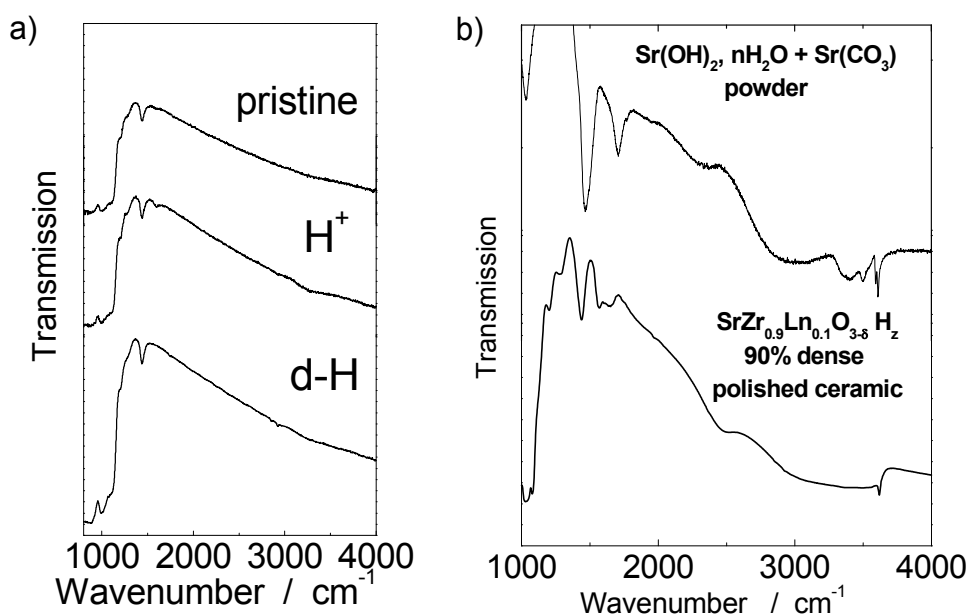 a)
pristine
H⁺
d-H
Transmission
1000 2000 3000 4000
Wavenumber / cm⁻¹
b)
Sr(OH)₂, nH₂O + Sr(CO₃)
powder
SrZr₀.₉Ln₀.₁O₃₋δ H_z
90% dense
polished ceramic
Transmission
1000 2000 3000 4000
Wavenumber / cm⁻¹